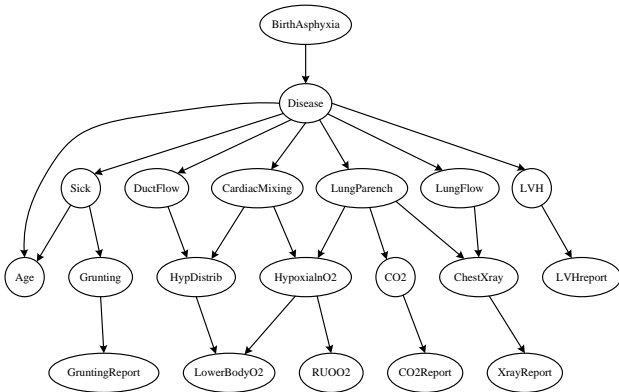 BirthAsphyxia
Disease
Sick DuctFlow CardiacMixing LungParench LungFlow LVH
Age Grunting HypDistrib HypoxiaInO2 CO2 ChestXray LVHreport
GruntingReport LowerBodyO2 RUOO2 CO2Report XrayReport